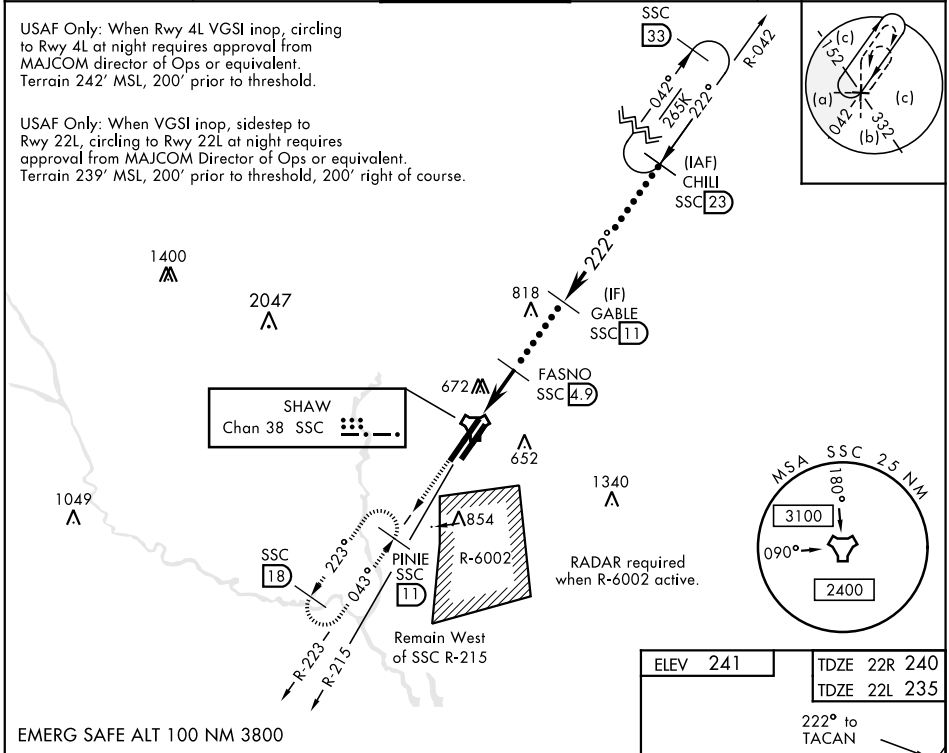 USAF Only: When Rwy 4L VGSI inop, circling
to Rwy 4L at night requires approval from
MAJCOM director of Ops or equivalent.
Terrain 242' MSL, 200' prior to threshold.
USAF Only: When VGSI inop, sidestep to
Rwy 22L, circling to Rwy 22L at night requires
approval from MAJCOM Director of Ops or equivalent.
Terrain 239' MSL, 200' prior to threshold, 200' right of course.
SSC
33
R-042
042°
265K
222°
(IAF)
CHILI
SSC 23
152
(c)
(a)
(c)
042
332
(b)
222°
1400
2047
818
(IF)
GABLE
SSC 11
672
FASNO
SSC 4.9
SHAW
Chan 38 SSC
652
1049
1340
854
R-6002
RADAR required
when R-6002 active.
MSA SSC 25 NM
180°
3100
090°
2400
SSC
18
223°
043°
PINIE
SSC
11
R-223
R-215
Remain West
of SSC R-215
ELEV 241
TDZE 22R 240
TDZE 22L 235
222° to
TACAN
EMERG SAFE ALT 100 NM 3800